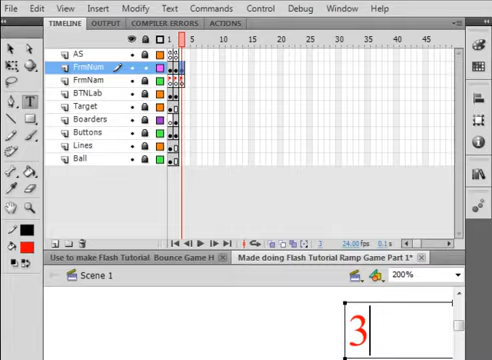 File Edit View Insert Modify Text Commands Control Debug Window Help
TIMELINE OUTPUT COMPILER ERRORS ACTIONS
1 5 10 15 20 25 30 35 40 45
AS
FrmNum
FrmNam
BTNLab
Target
Boarders
Buttons
Lines
Ball
3 24.00 fps 0.1 s
Use to make Flash Tutorial Bounce Game H Made doing Flash Tutorial Ramp Game Part 1*
Scene 1 200%
3